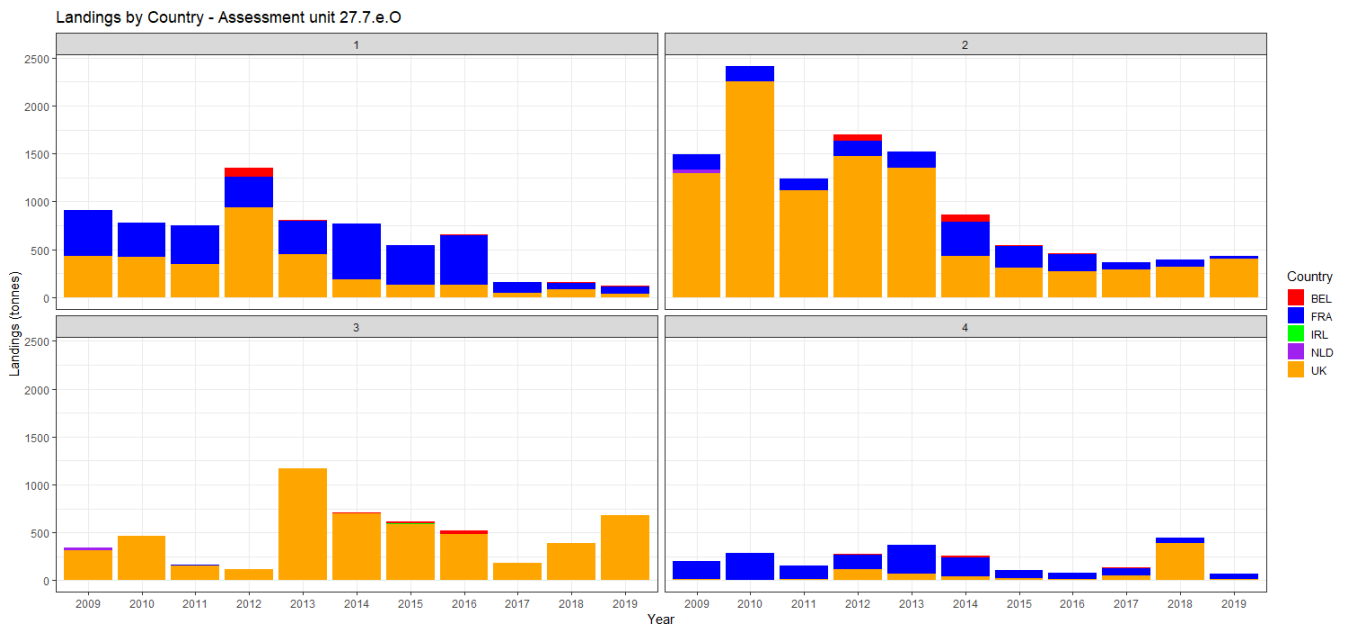 Landings by Country - Assessment unit 27.7.e.O
1
2
2500
2000
1500
1000
500
0
3
4
2500
2000
1500
1000
500
0
Landings (tonnes)
2009 2010 2011 2012 2013 2014 2015 2016 2017 2018 2019
2009 2010 2011 2012 2013 2014 2015 2016 2017 2018 2019
Year
Country
BEL
FRA
IRL
NLD
UK